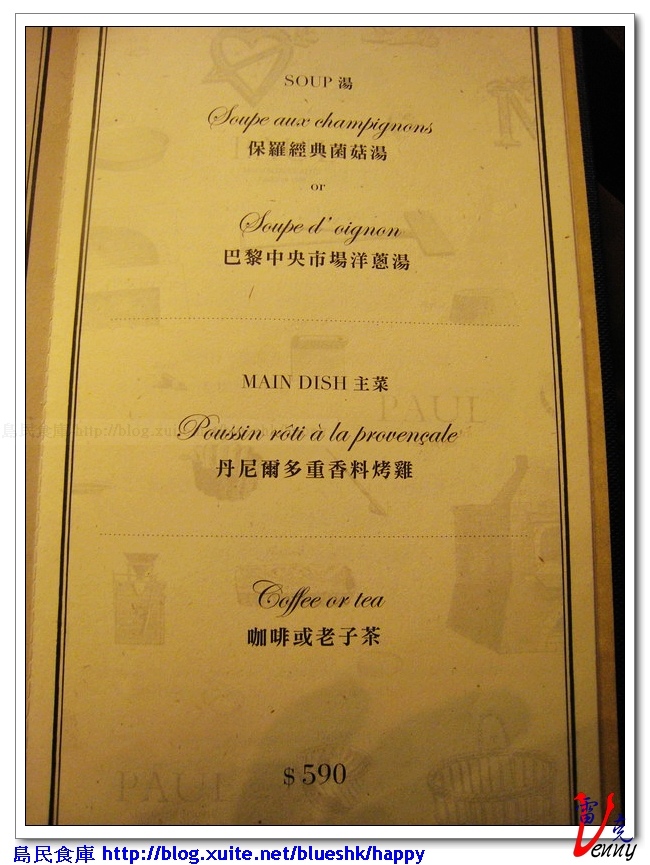 SOUP 湯
Soupe aux champignons
保羅經典菌菇湯
or
Soupe d' oignon
巴黎中央市場洋蔥湯
MAIN DISH 主菜
PAUL
Poussin rôti à la provençale
丹尼爾多重香料烤雞
Coffee or tea
咖啡或老子茶
$ 590
PAUL
島民食庫 http://blog.xuite.net/blueshk/happy
Venny